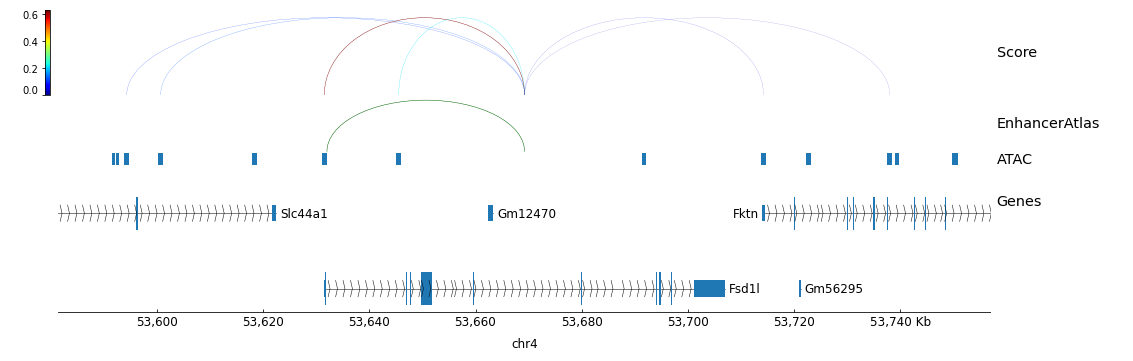 0.6
0.4
0.2
0.0
Score
EnhancerAtlas
ATAC
Genes
Slc44a1
Gm12470
Fktn
Fsd1l
Gm56295
53,600 53,620 53,640 53,660 53,680 53,700 53,720 53,740 Kb
chr4